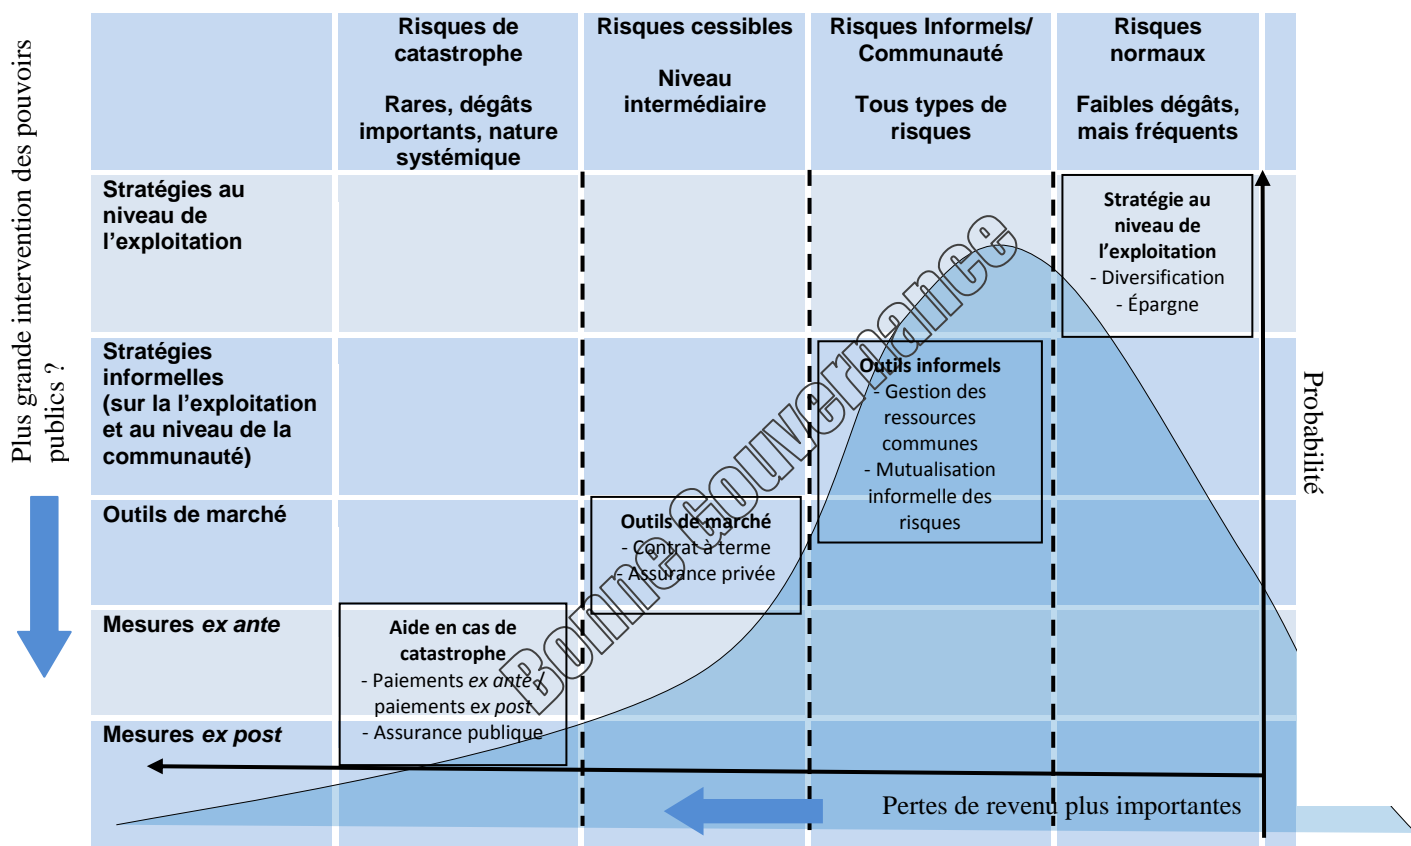 Plus grande intervention des pouvoirs
publics ?
Risques de
catastrophe
Rares, dégâts
importants, nature
systémique
Risques cessibles
Niveau
intermédiaire
Risques Informels/
Communauté
Tous types de
risques
Risques
normaux
Faibles dégâts,
mais fréquents
Stratégies au
niveau de
l'exploitation
Stratégie au
niveau de
l'exploitation
- Diversification
- Épargne
Stratégies
informelles
(sur la l'exploitation
et au niveau de la
communauté)
Outils informels
- Gestion des
ressources
communes
- Mutualisation
informelle des
risques
Outils de marché
Outils de marché
- Contrat à terme
- Assurance privée
Mesures ex ante
Aide en cas de
catastrophe
- Paiements ex ante /
paiements ex post
- Assurance publique
Mesures ex post
Bonne Gouvernance
Probabilité
Pertes de revenu plus importantes